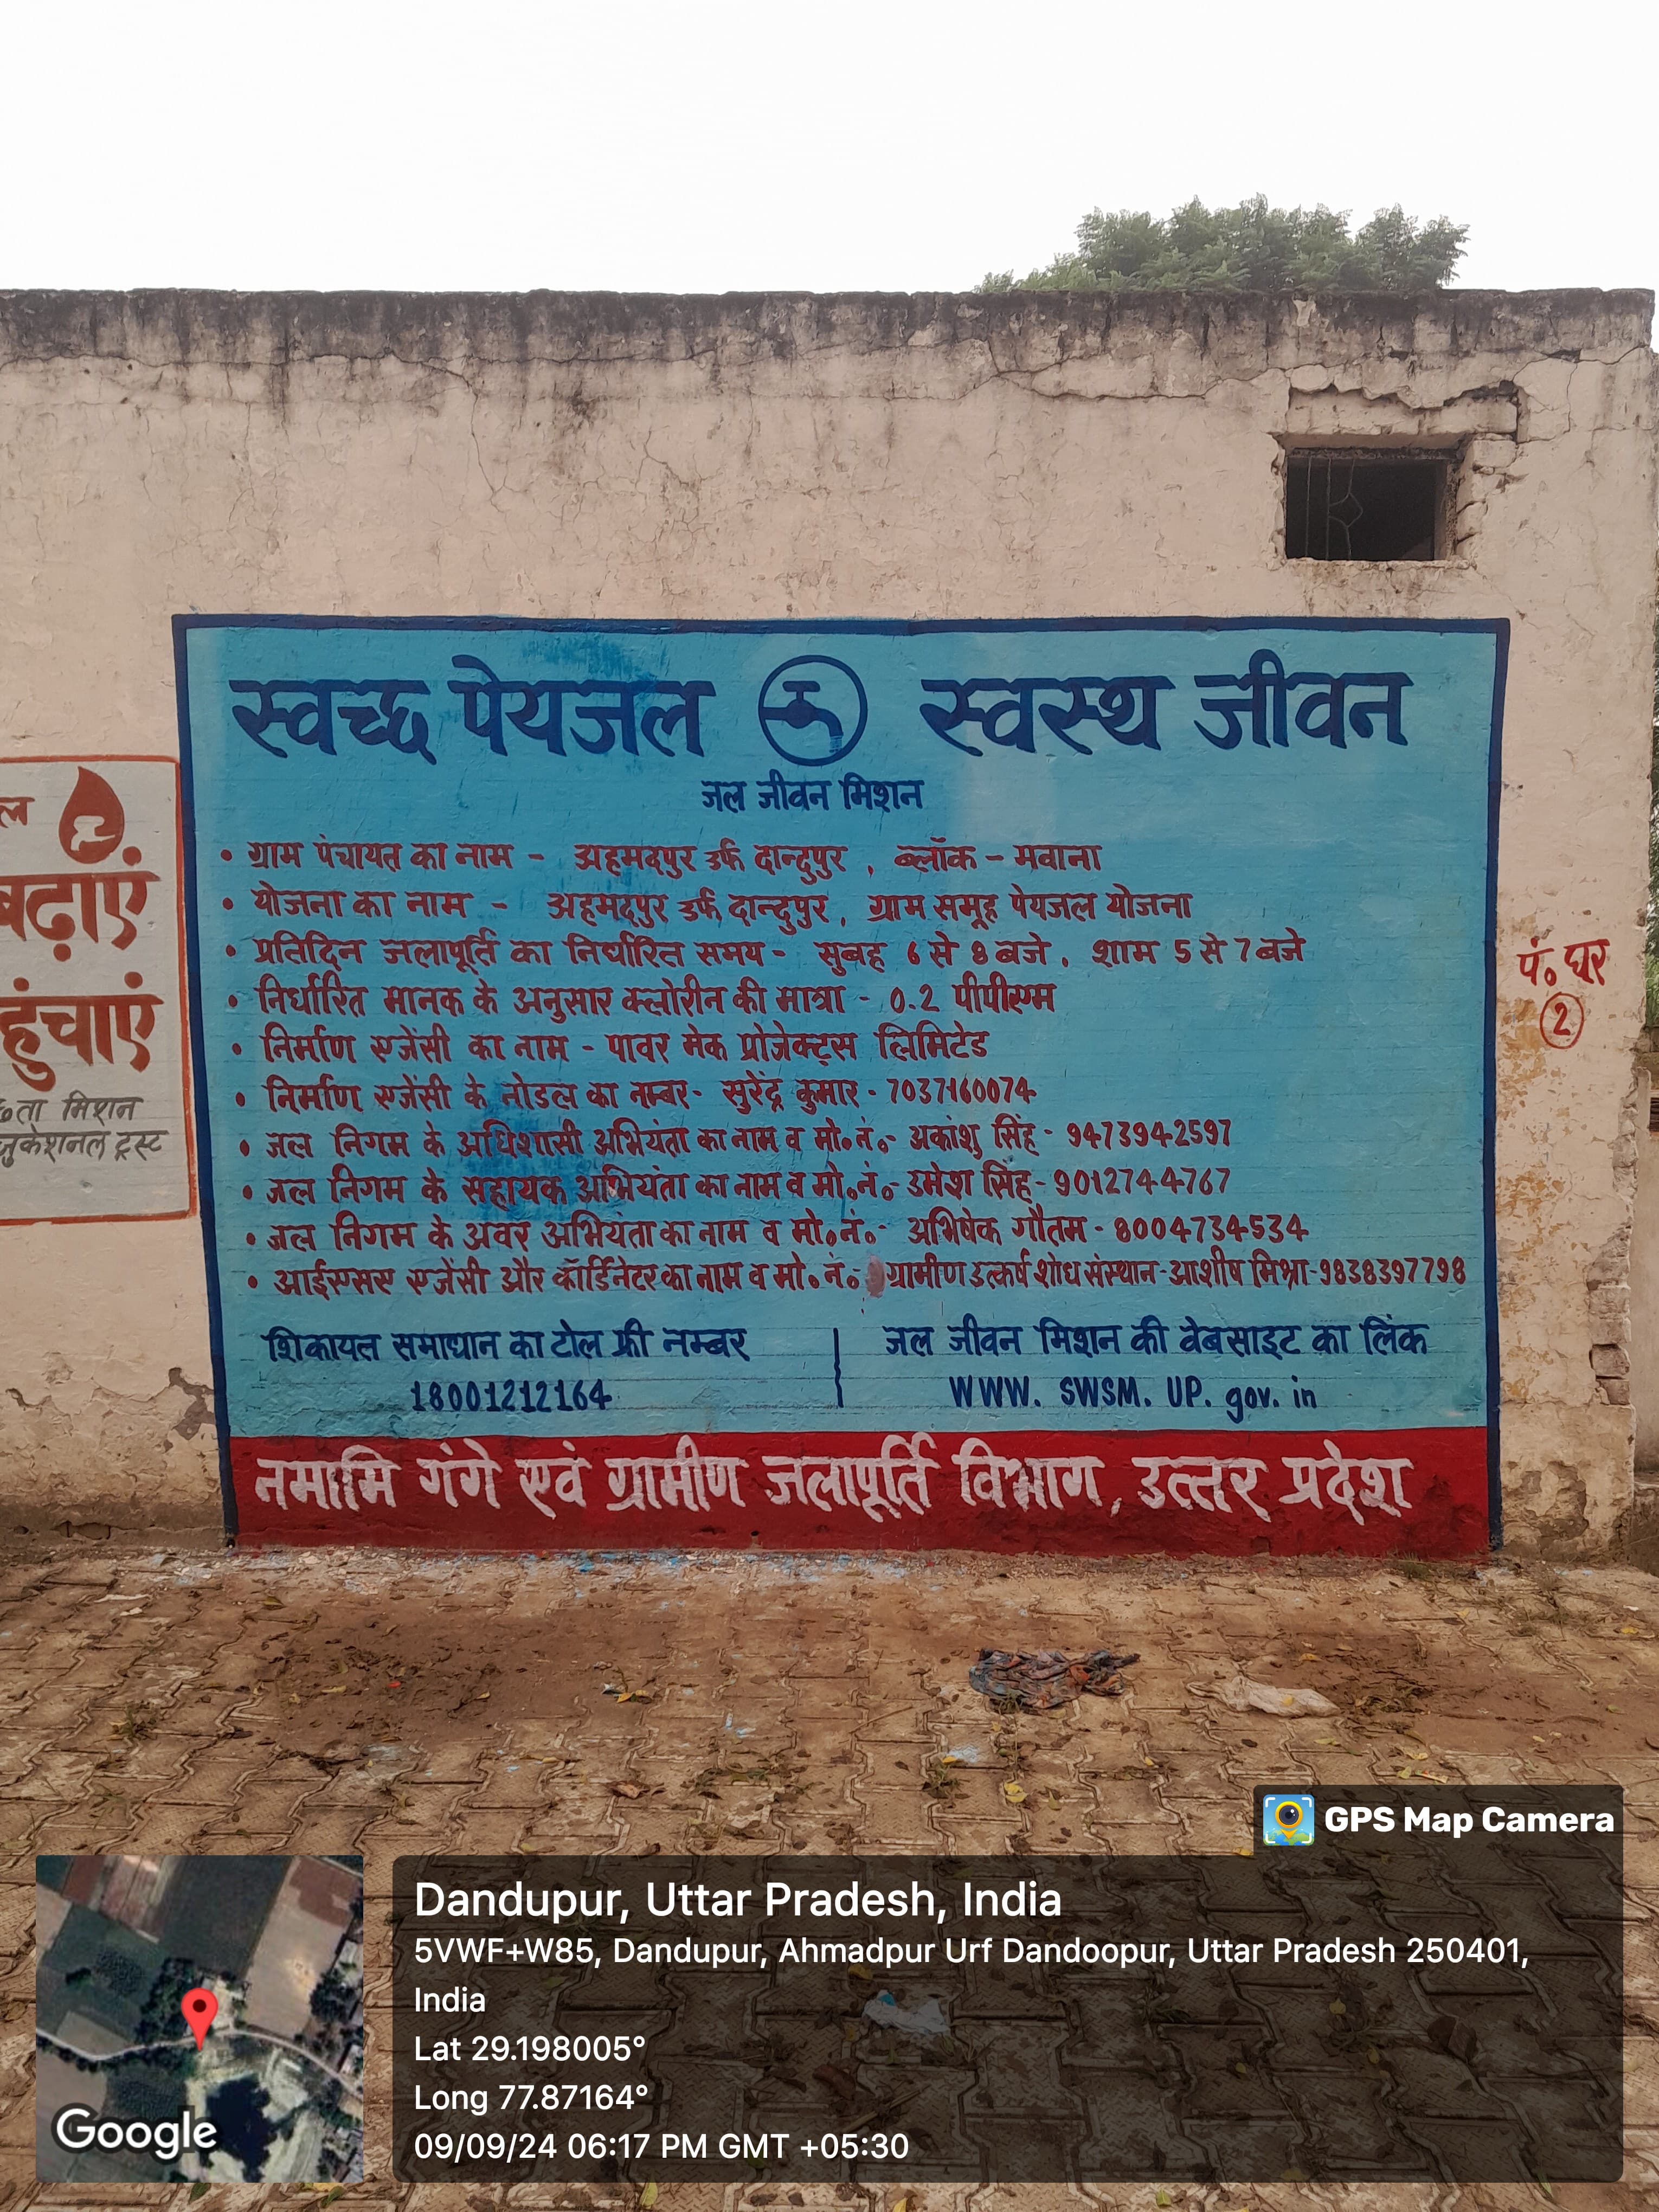 स्वच्छ पेयजल स्वस्थ जीवन
जल जीवन मिशन
• ग्राम पंचायत का नाम - अहमदपुर उर्फ दान्दुपुर , ब्लॉक - मवाना
• योजना का नाम - अहमदपुर उर्फ दान्दुपुर, ग्राम समूह पेयजल योजना
• प्रतिदिन जलापूर्ति का निर्धारित समय - सुबह 6 से 8 बजे , शाम 5 से 7 बजे
• निर्धारित मानक के अनुसार क्लोरीन की मात्रा - 0.2 पीपीएम
• निर्माण एजेंसी का नाम - पावर मेक प्रोजेक्ट्स लिमिटेड
• निर्माण एजेंसी के नोडल का नम्बर - सुरेंद्र कुमार - 7037160074
• जल निगम के अधिशासी अभियंता का नाम व मो॰ नं॰ - अकांशु सिंह - 9473942597
• जल निगम के सहायक अभियंता का नाम व मो॰ नं॰ - उमेश सिंह - 9012744767
• जल निगम के अवर अभियंता का नाम व मो॰ नं॰ - अभिषेक गौतम - 8004734534
• आईएसए एजेंसी और कॉर्डिनेटर का नाम व मो॰ नं॰ ग्रामीण उत्कर्ष शोध संस्थान - आशीष मिश्रा - 9838397798
शिकायत समाधान का टोल फ्री नम्बर
18001212164
जल जीवन मिशन की वेबसाइट का लिंक
WWW. SWSM. UP. gov. in
नमामि गंगे एवं ग्रामीण जलापूर्ति विभाग, उत्तर प्रदेश
बढ़ाएं
हुंचाएं
ता मिशन
जुकेशनल ट्रस्ट
पं॰ घर
2
GPS Map Camera
Dandupur, Uttar Pradesh, India
5VWF+W85, Dandupur, Ahmadpur Urf Dandoopur, Uttar Pradesh 250401,
India
Lat 29.198005°
Long 77.87164°
09/09/24 06:17 PM GMT +05:30
Google